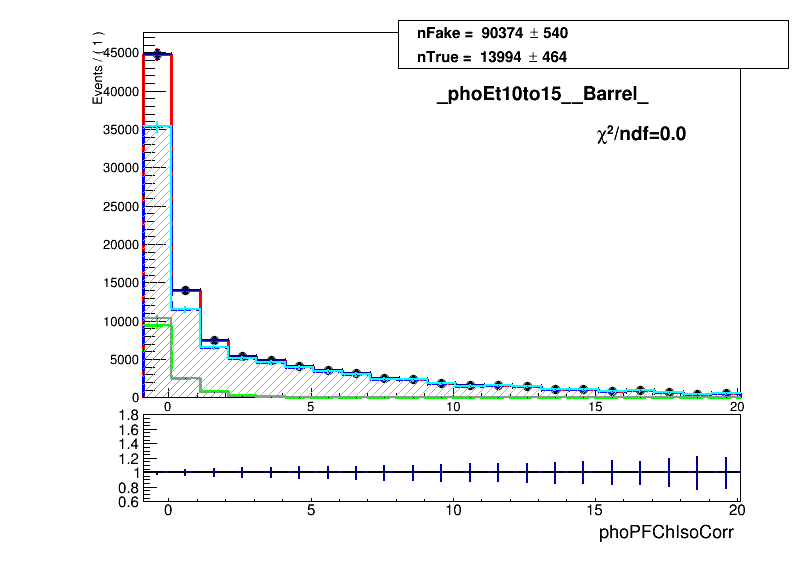 nFake = 90374 ± 540
nTrue = 13994 ± 464
_phoEt10to15__Barrel_
χ²/ndf=0.0
Events / ( 1 )
45000
40000
35000
30000
25000
20000
15000
10000
5000
0
0 5 10 15 20
1.8
1.6
1.4
1.2
1
0.8
0.6
0 5 10 15 20
phoPFChIsoCorr